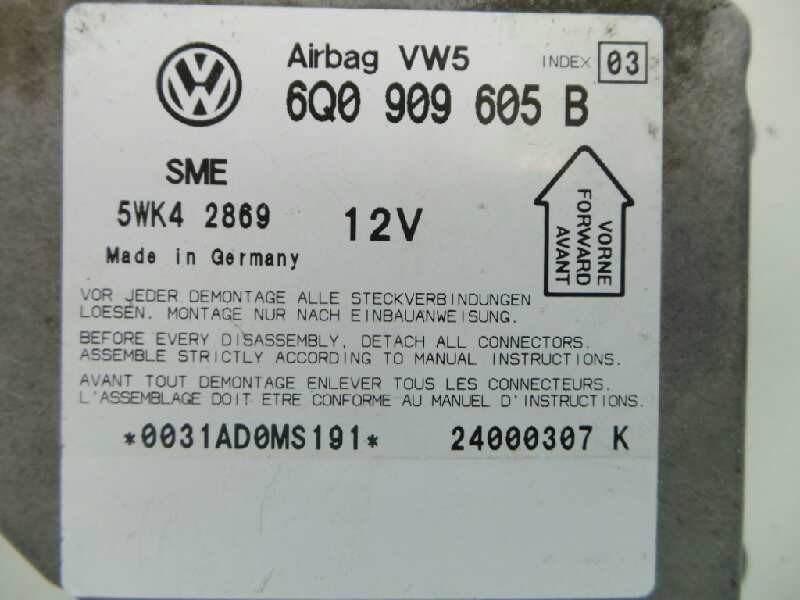 Airbag VW5 INDEX 03
6Q0 909 605 B
SME
5WK4 2869 12V
Made in Germany
VORNE
FORWARD
AVANT
VOR JEDER DEMONTAGE ALLE STECKVERBINDUNGEN
LOESEN. MONTAGE NUR NACH EINBAUANWEISUNG.
BEFORE EVERY DISASSEMBLY, DETACH ALL CONNECTORS.
ASSEMBLE STRICTLY ACCORDING TO MANUAL INSTRUCTIONS.
AVANT TOUT DEMONTAGE ENLEVER TOUS LES CONNECTEURS.
L'ASSEMBLAGE DOIT ETRE CONFORME AU MANUEL D'INSTRUCTIONS.
*0031AD0MS191* 24000307 K